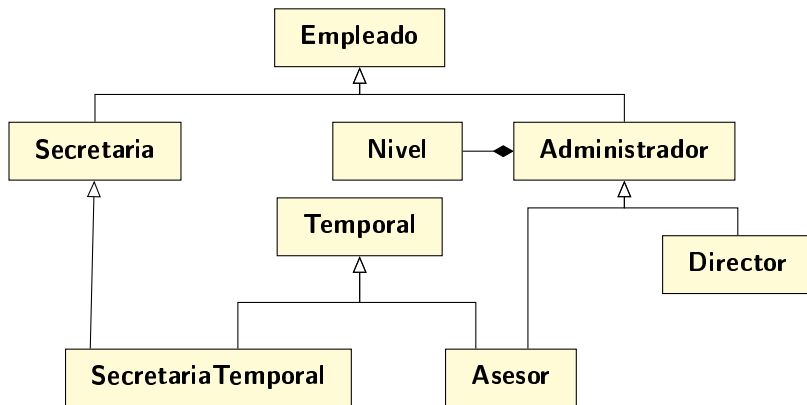 Empleado
Secretaria
Nivel
Administrador
Temporal
Director
SecretariaTemporal
Asesor